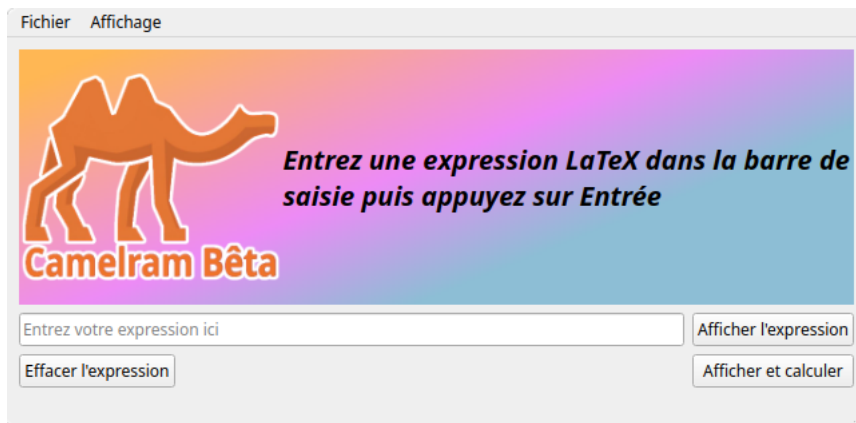 Fichier Affichage
Entrez une expression LaTeX dans la barre de
saisie puis appuyez sur Entrée
Camelram Bêta
Entrez votre expression ici
Afficher l'expression
Effacer l'expression
Afficher et calculer